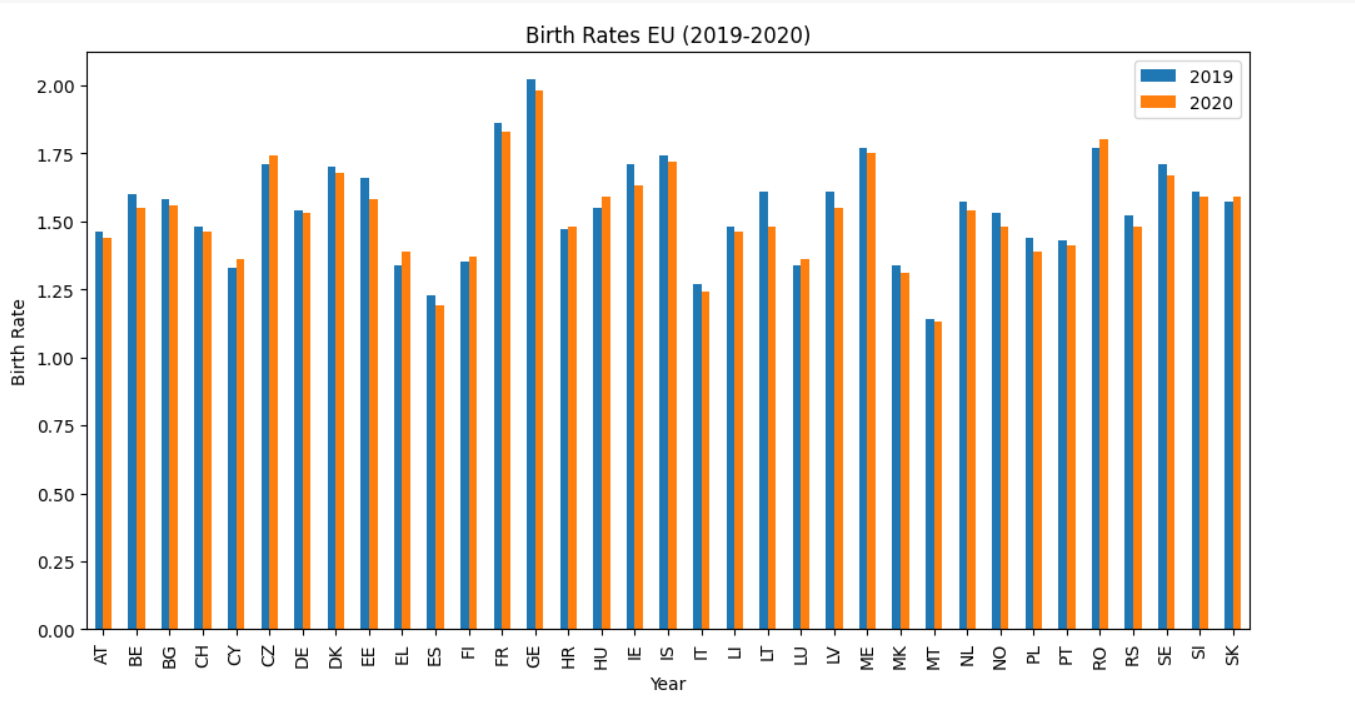 Birth Rates EU (2019-2020)
2019
2020
2.00
1.75
1.50
1.25
1.00
0.75
0.50
0.25
0.00
Birth Rate
AT BE BG CH CY CZ DE DK EE EL ES FI FR GE HR HU IE IS IT LI LT LU LV ME MK MT NL NO PL PT RO RS SE SI SK
Year